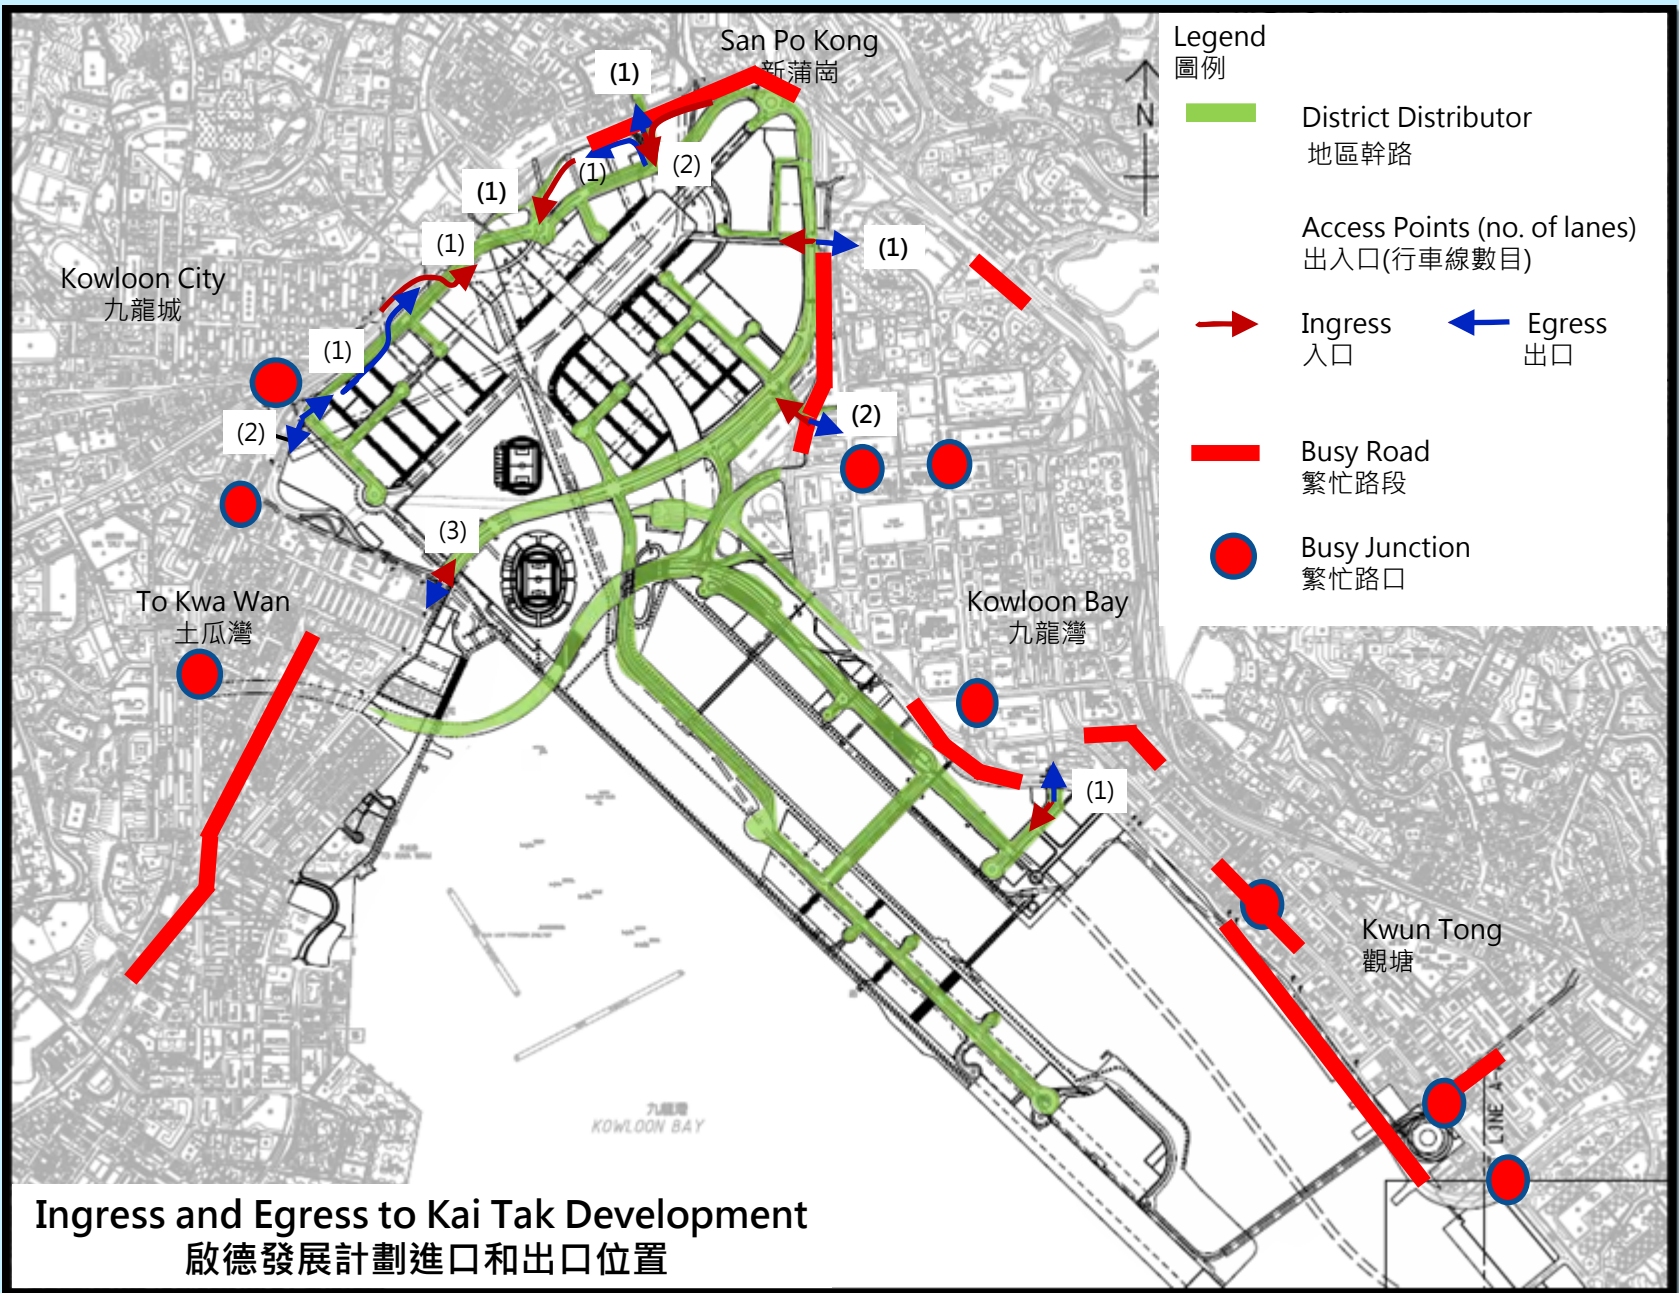 San Po Kong
新蒲崗
(1)
(1)
(2)
(1)
(1)
(1)
Kowloon City
九龍城
(1)
(2)
(2)
(3)
To Kwa Wan
土瓜灣
Kowloon Bay
九龍灣
(1)
Kwun Tong
觀塘
九龍灣
KOWLOON BAY
LINE A-A
N
Legend
圖例
District Distributor
地區幹路
Access Points (no. of lanes)
出入口(行車線數目)
Ingress
入口
Egress
出口
Busy Road
繁忙路段
Busy Junction
繁忙路口
Ingress and Egress to Kai Tak Development
啟德發展計劃進口和出口位置